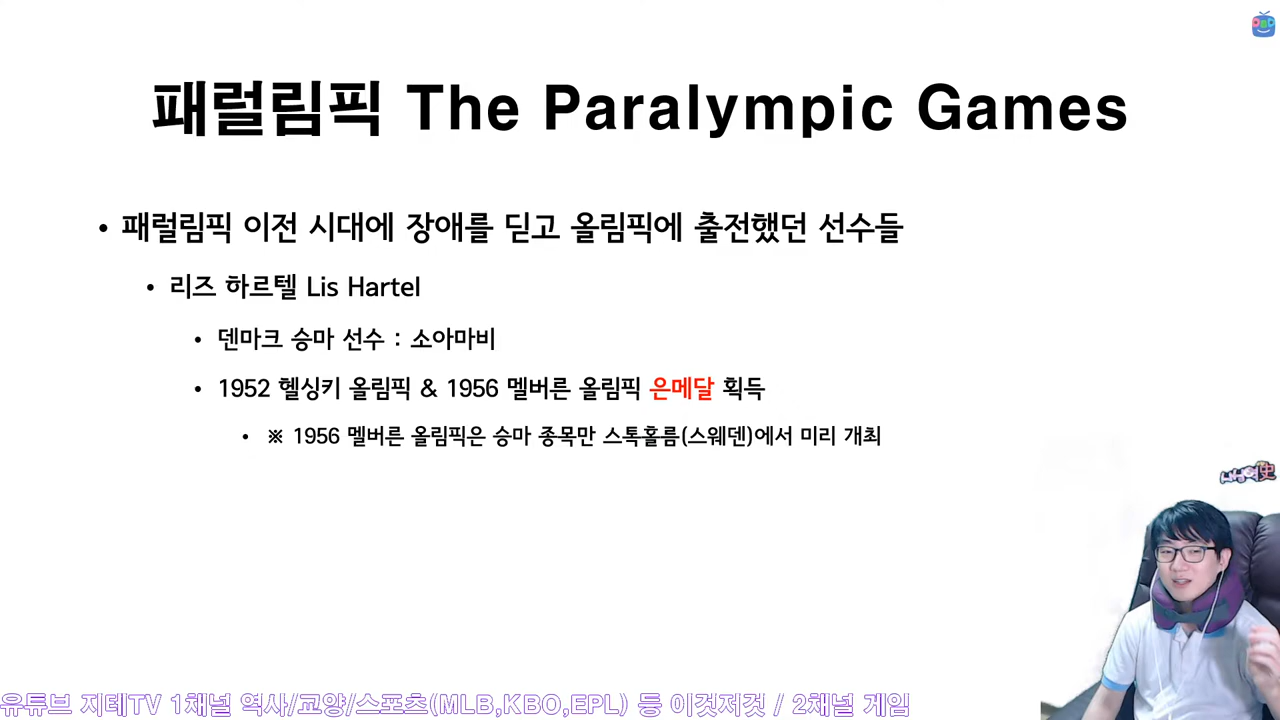 패럴림픽 The Paralympic Games
• 패럴림픽 이전 시대에 장애를 딛고 올림픽에 출전했던 선수들
• 리즈 하르텔 Lis Hartel
• 덴마크 승마 선수 : 소아마비
• 1952 헬싱키 올림픽 & 1956 멜버른 올림픽 은메달 획득
• ※ 1956 멜버른 올림픽은 승마 종목만 스톡홀름(스웨덴)에서 미리 개최
유튜브 지테TV 1채널 역사/교양/스포츠(MLB,KBO,EPL) 등 이것저것 / 2채널 게임